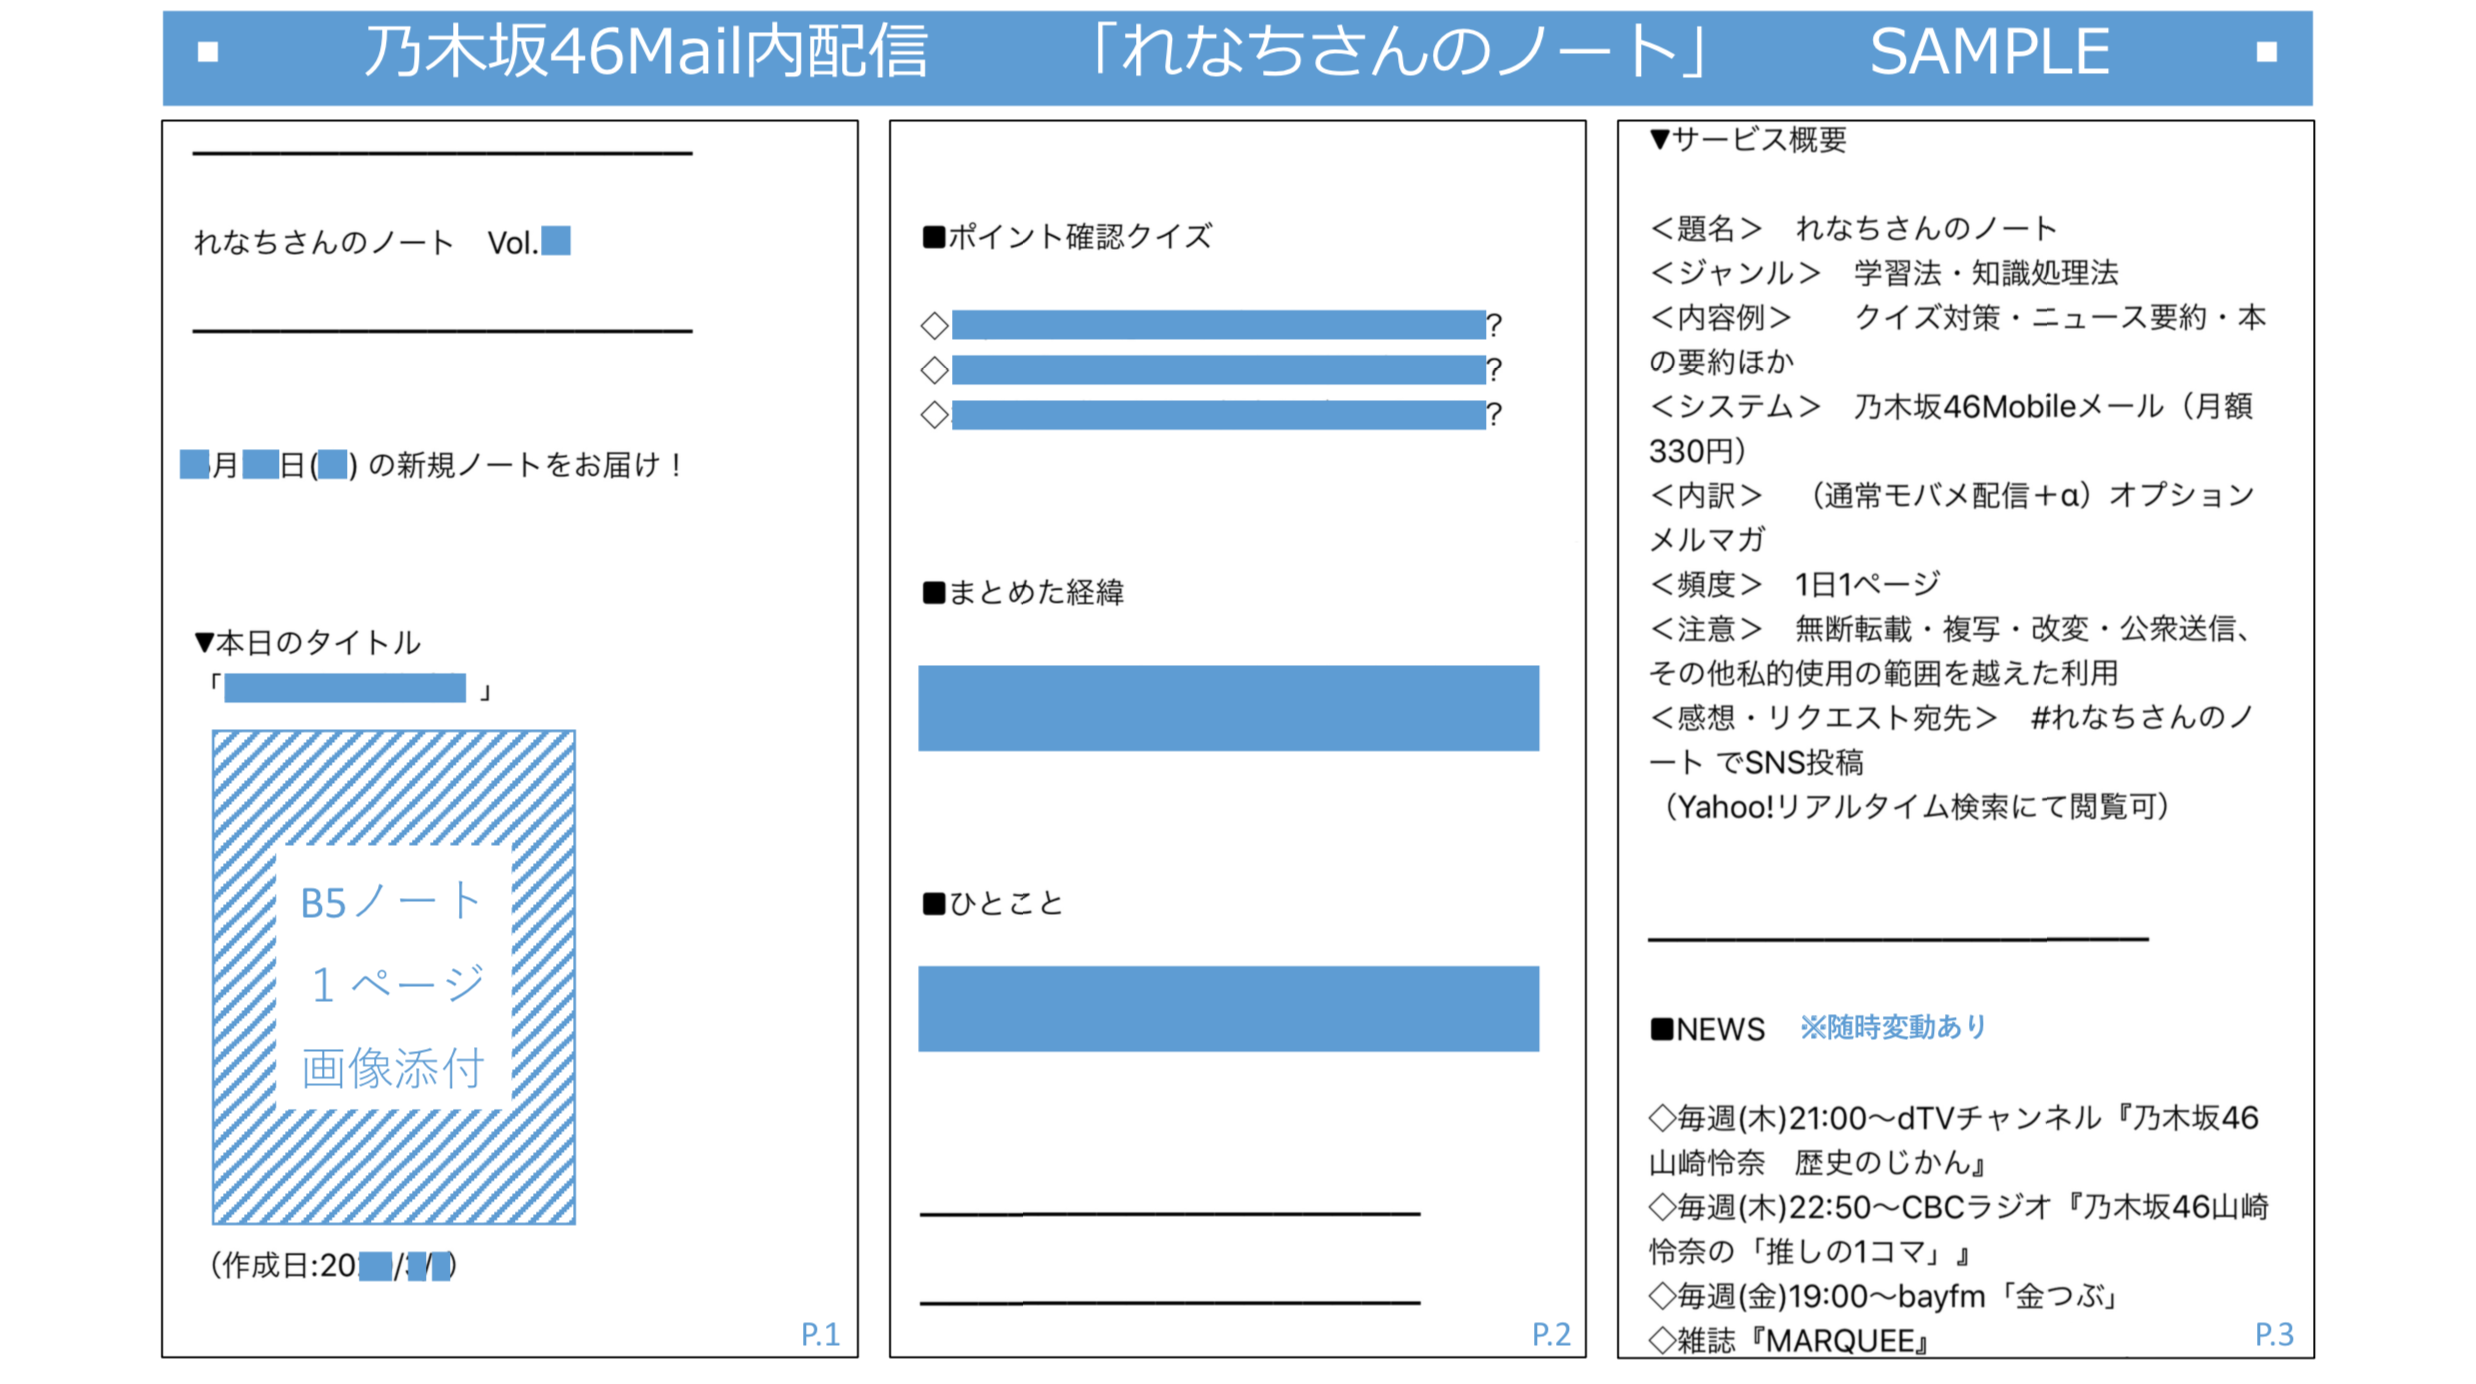 ▪ 乃木坂46Mail内配信 「れなちさんのノート」 SAMPLE ▪
れなちさんのノート Vol.
月 日( ) の新規ノートをお届け！
▼本日のタイトル
「 」
B5ノート
1 ページ
画像添付
(作成日:20 / / )
P.1
■ポイント確認クイズ
◇ ?
◇ ?
◇ ?
■まとめた経緯
■ひとこと
P.2
▼サービス概要
＜題名＞ れなちさんのノート
＜ジャンル＞ 学習法・知識処理法
＜内容例＞ クイズ対策・ニュース要約・本
の要約ほか
＜システム＞ 乃木坂46Mobileメール（月額
330円）
＜内訳＞ （通常モバメ配信＋α）オプション
メルマガ
＜頻度＞ 1日1ページ
＜注意＞ 無断転載・複写・改変・公衆送信、
その他私的使用の範囲を越えた利用
＜感想・リクエスト宛先＞ #れなちさんのノ
ート でSNS投稿
（Yahoo!リアルタイム検索にて閲覧可）
■NEWS ※随時変動あり
◇毎週(木)21:00〜dTVチャンネル『乃木坂46
山崎怜奈 歴史のじかん』
◇毎週(木)22:50〜CBCラジオ『乃木坂46山崎
怜奈の「推しの1コマ」』
◇毎週(金)19:00〜bayfm「金つぶ」
◇雑誌『MARQUEE』
P.3